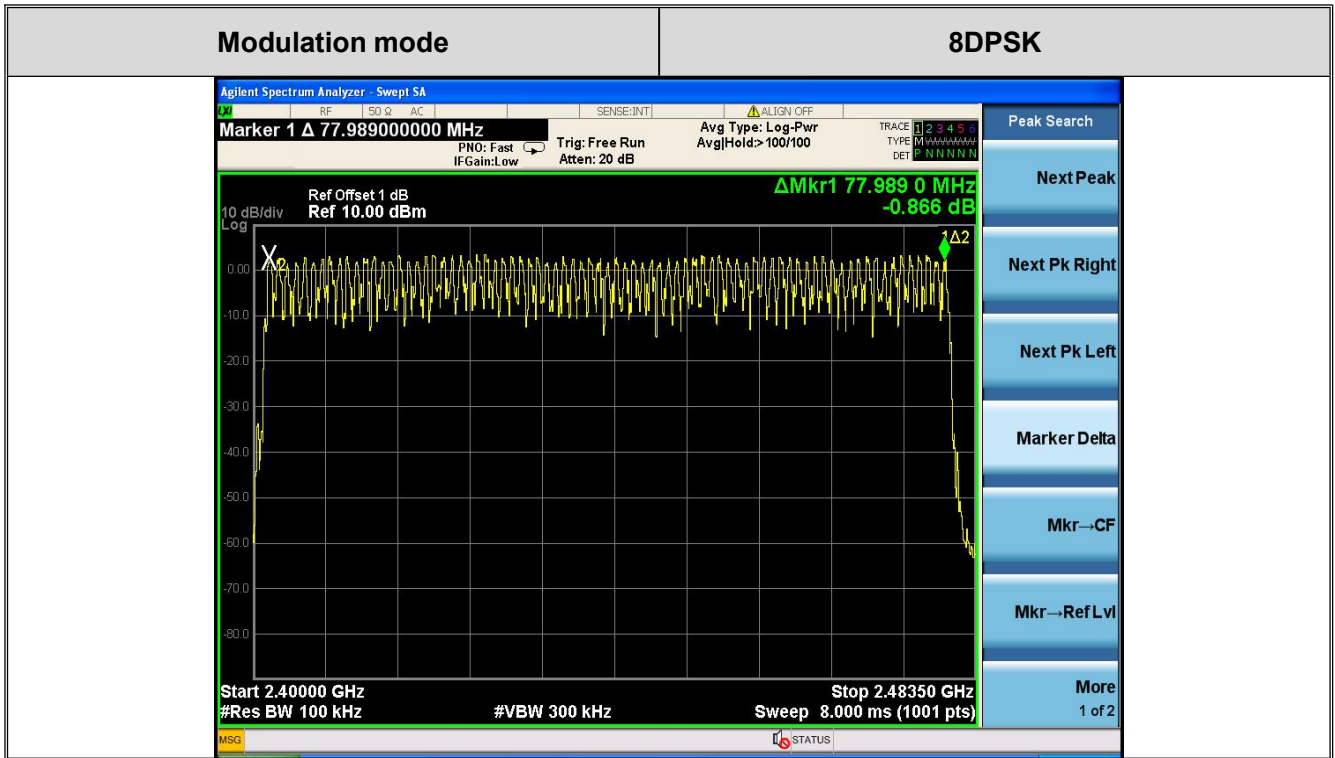 Modulation mode 8DPSK
Agilent Spectrum Analyzer - Swept SA
LXI RF 50 Ω AC SENSE:INT ALIGN OFF
Marker 1 Δ 77.989000000 MHz
PNO: Fast
IFGain:Low
Trig: Free Run
Atten: 20 dB
Avg Type: Log-Pwr
Avg|Hold:>100/100
TRACE 1 2 3 4 5 6
TYPE M WWWWW
DET P N N N N N
Peak Search
Next Peak
Next Pk Right
Next Pk Left
Marker Delta
Mkr→CF
Mkr→Ref Lvl
More
1 of 2
ΔMkr1 77.989 0 MHz
-0.866 dB
Ref Offset 1 dB
10 dB/div Ref 10.00 dBm
Log
1Δ2
X2
0.00
-10.0
-20.0
-30.0
-40.0
-50.0
-60.0
-70.0
-80.0
Start 2.40000 GHz Stop 2.48350 GHz
#Res BW 100 kHz #VBW 300 kHz Sweep 8.000 ms (1001 pts)
MSG STATUS